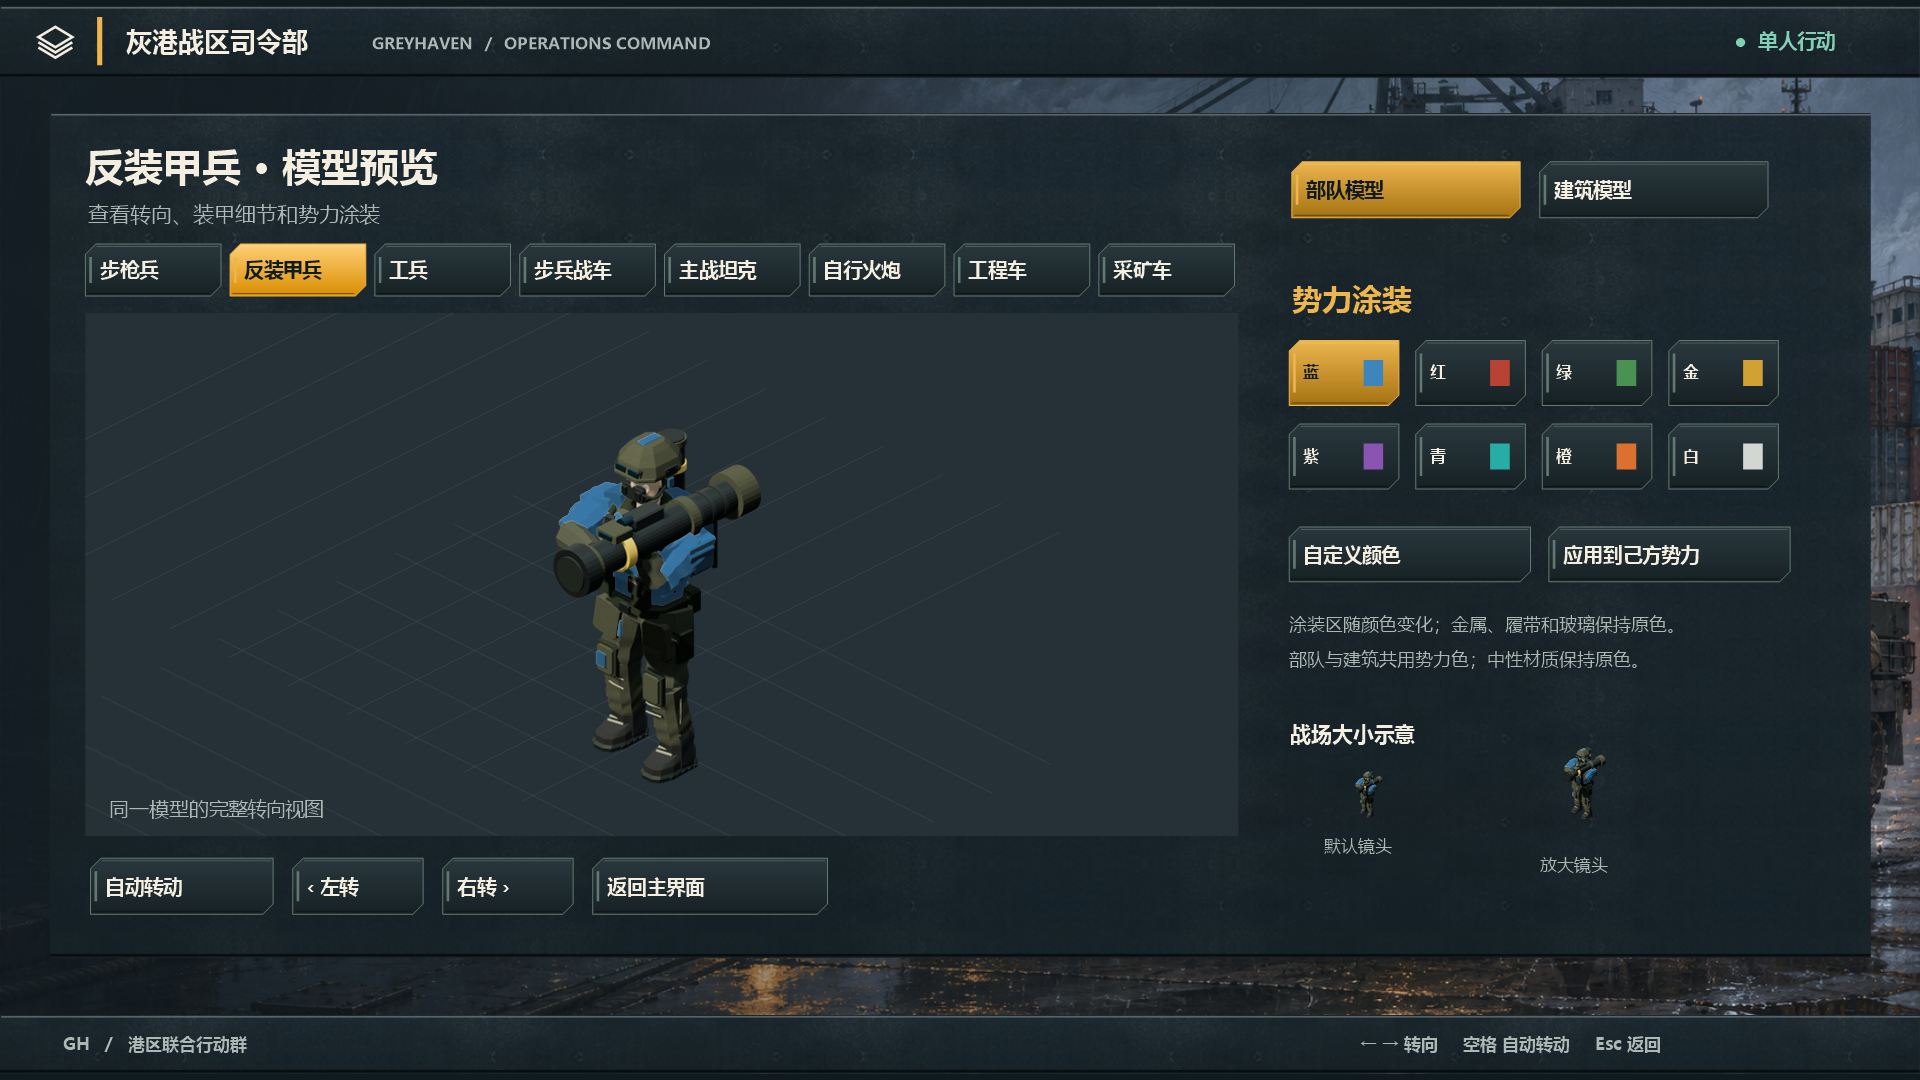 灰港战区司令部
GREYHAVEN / OPERATIONS COMMAND
单人行动
反装甲兵·模型预览
查看转向、装甲细节和势力涂装
部队模型
建筑模型
步枪兵
反装甲兵
工兵
步兵战车
主战坦克
自行火炮
工程车
采矿车
势力涂装
蓝
红
绿
金
紫
青
橙
白
自定义颜色
应用到己方势力
涂装区随颜色变化；金属、履带和玻璃保持原色。
部队与建筑共用势力色；中性材质保持原色。
战场大小示意
默认镜头
放大镜头
同一模型的完整转向视图
自动转动
‹ 左转
右转 ›
返回主界面
GH / 港区联合行动群
←→ 转向 空格 自动转动 Esc 返回